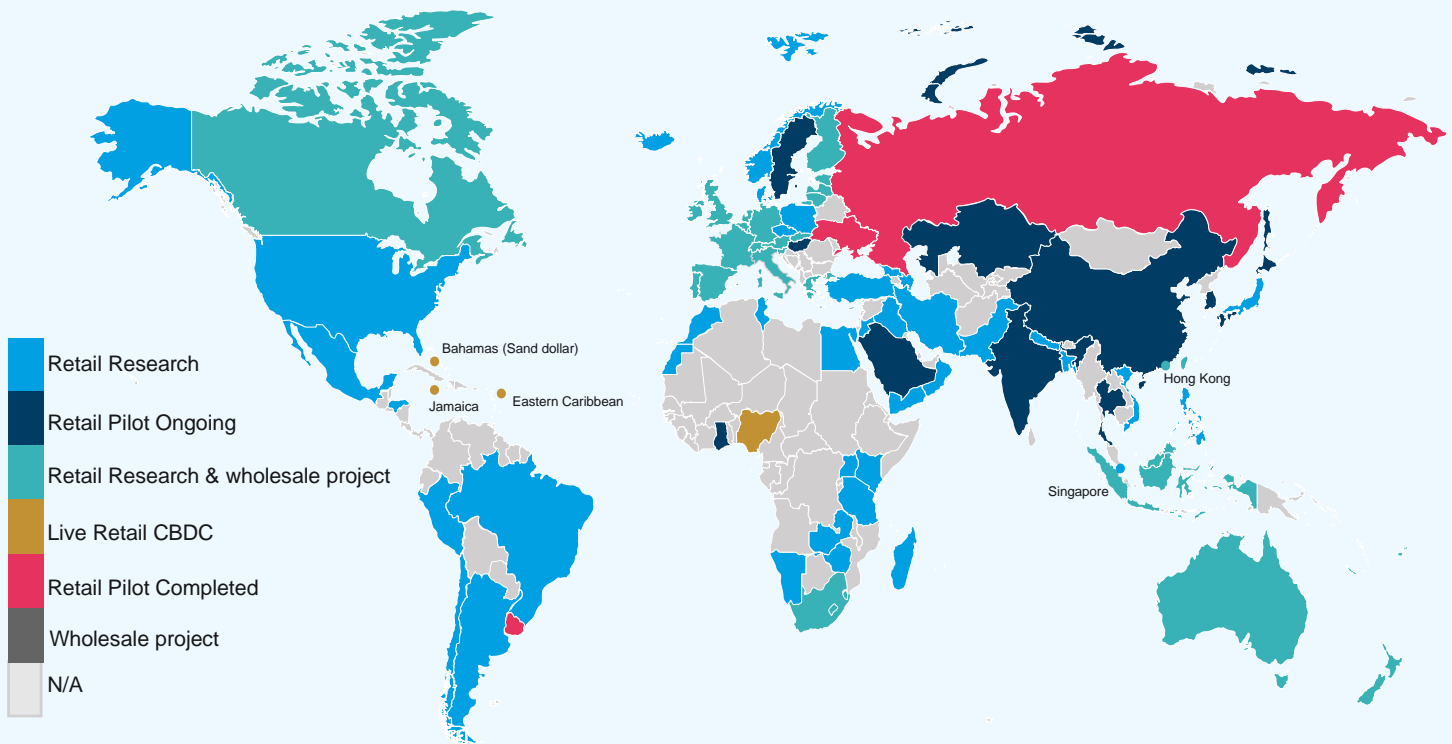 Retail Research
Retail Pilot Ongoing
Retail Research & wholesale project
Live Retail CBDC
Retail Pilot Completed
Wholesale project
N/A
Bahamas (Sand dollar)
Jamaica
Eastern Caribbean
Hong Kong
Singapore